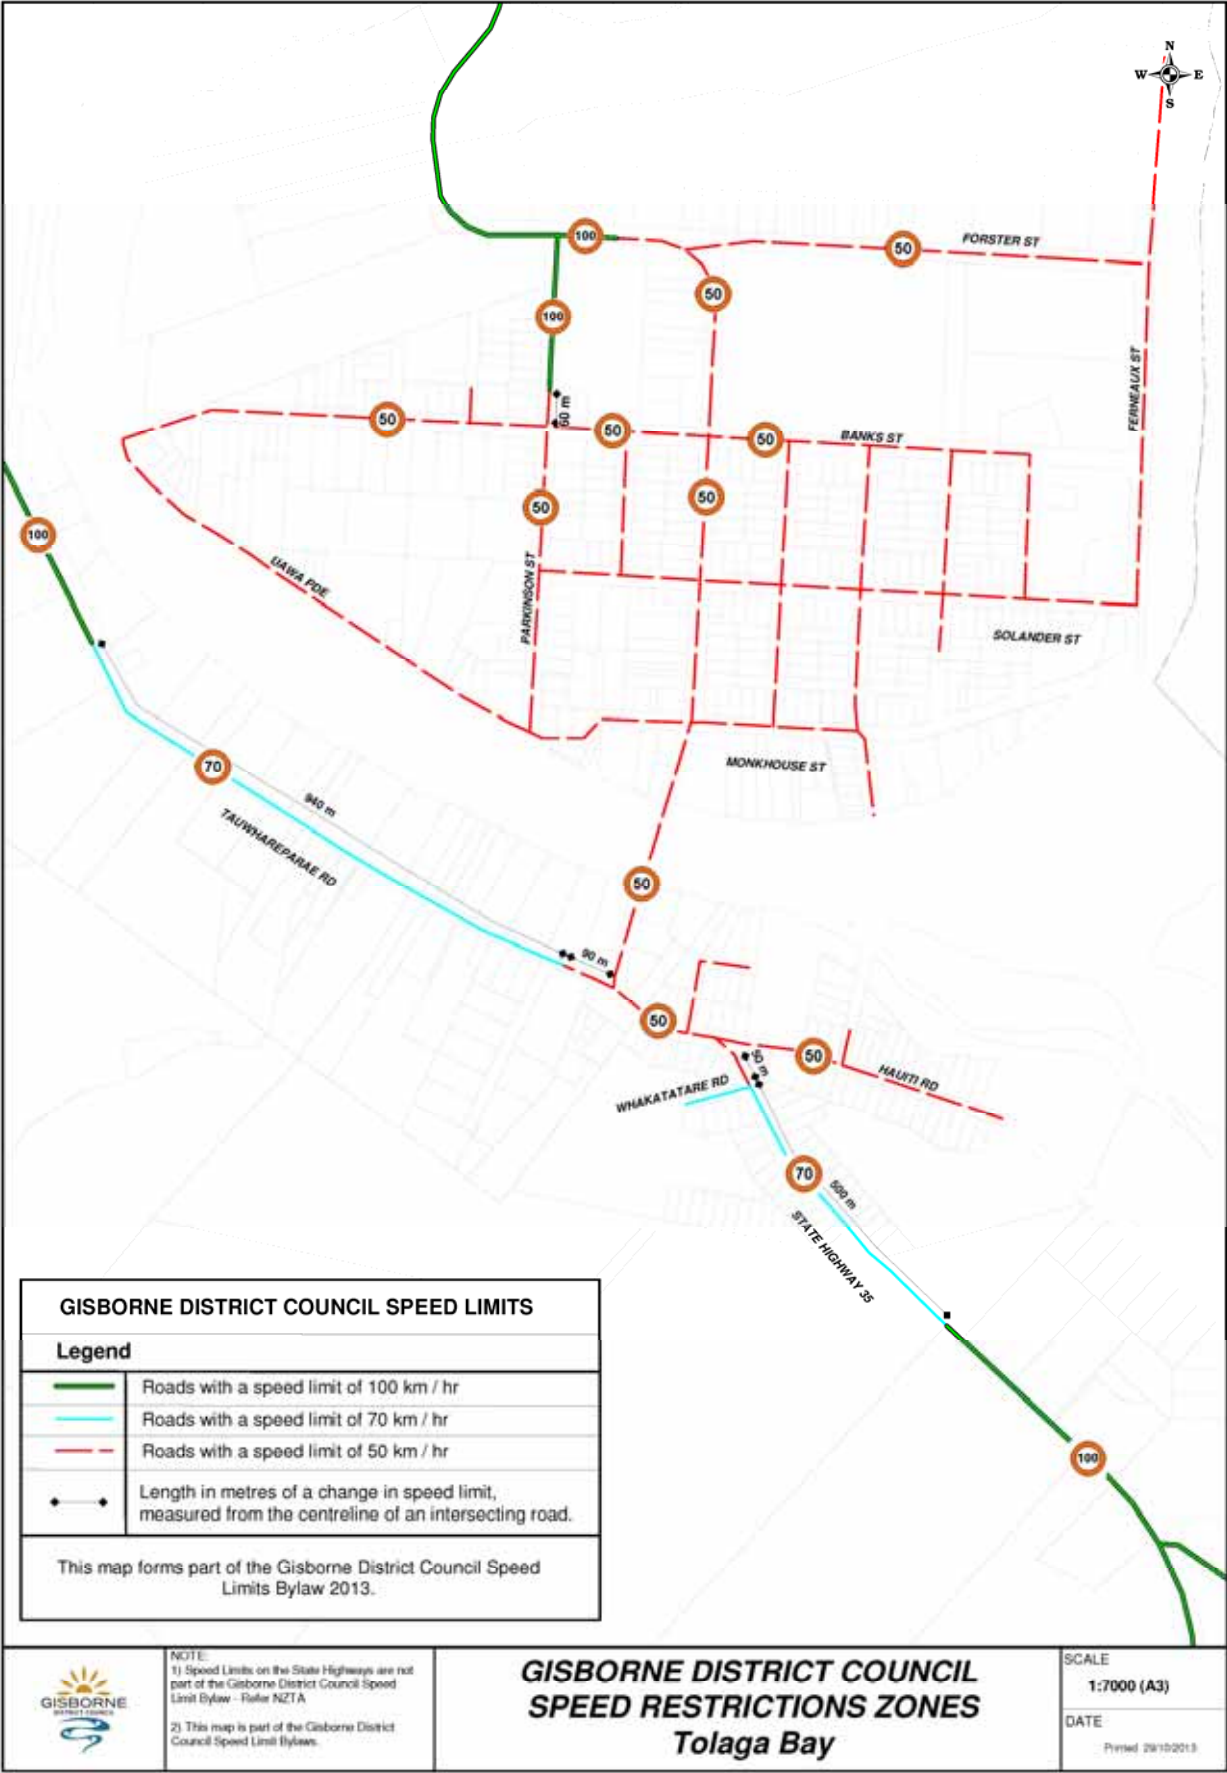 N
W E
S
100
50
FORSTER ST
50
100
FERNEAUX ST
50
60 m
50
50
BANKS ST
50
50
100
UAWA PDE
PARKINSON ST
SOLANDER ST
70
MONKHOUSE ST
940 m
TAUWHAREPARAE RD
50
90 m
50
50
50 m
HAUITI RD
WHAKATATARE RD
70
500 m
STATE HIGHWAY 35
100
GISBORNE DISTRICT COUNCIL SPEED LIMITS
Legend
Roads with a speed limit of 100 km / hr
Roads with a speed limit of 70 km / hr
Roads with a speed limit of 50 km / hr
Length in metres of a change in speed limit,
measured from the centreline of an intersecting road.
This map forms part of the Gisborne District Council Speed
Limits Bylaw 2013.
GISBORNE
DISTRICT COUNCIL
NOTE:
1) Speed Limits on the State Highways are not
part of the Gisborne District Council Speed
Limit Bylaw - Refer NZTA
2) This map is part of the Gisborne District
Council Speed Limit Bylaws.
GISBORNE DISTRICT COUNCIL
SPEED RESTRICTIONS ZONES
Tolaga Bay
SCALE
1:7000 (A3)
DATE
Printed 29/10/2013